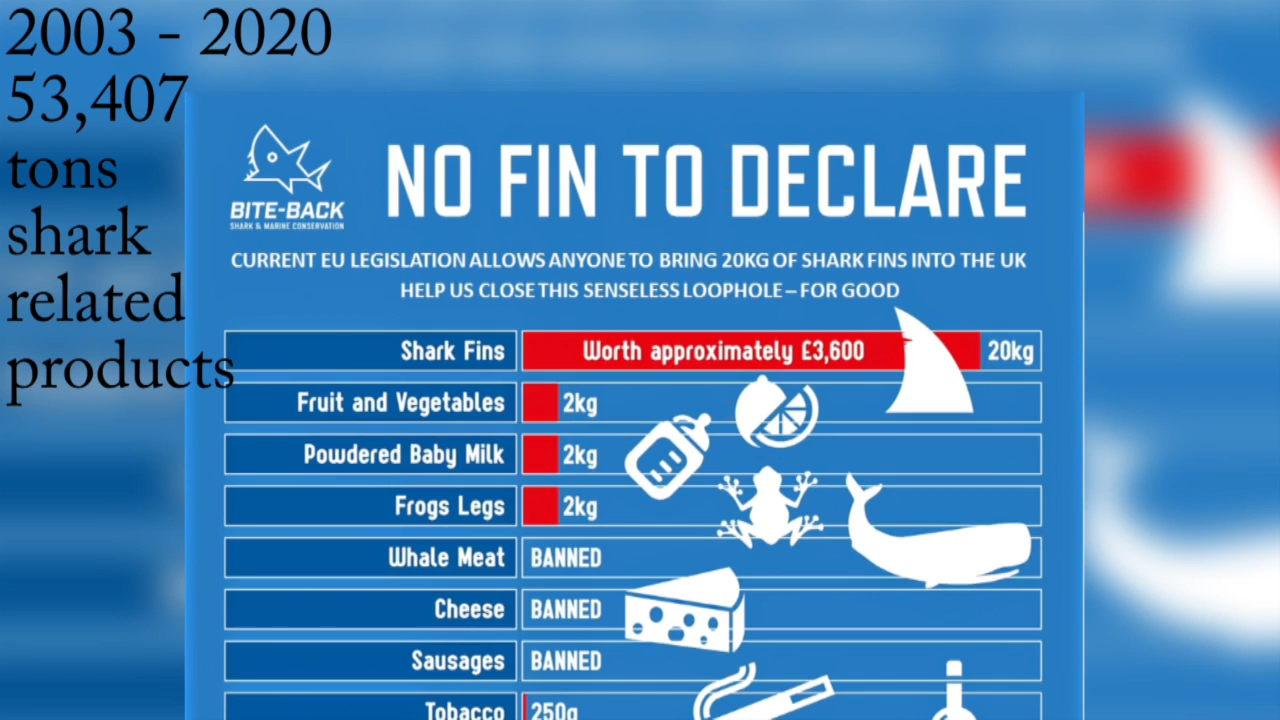 2003 - 2020
53,407
tons
shark
related
products
BITE-BACK
SHARK & MARINE CONSERVATION
NO FIN TO DECLARE
CURRENT EU LEGISLATION ALLOWS ANYONE TO BRING 20KG OF SHARK FINS INTO THE UK
HELP US CLOSE THIS SENSELESS LOOPHOLE – FOR GOOD
Shark Fins Worth approximately £3,600 20kg
Fruit and Vegetables 2kg
Powdered Baby Milk 2kg
Frogs Legs 2kg
Whale Meat BANNED
Cheese BANNED
Sausages BANNED
Tobacco 250g